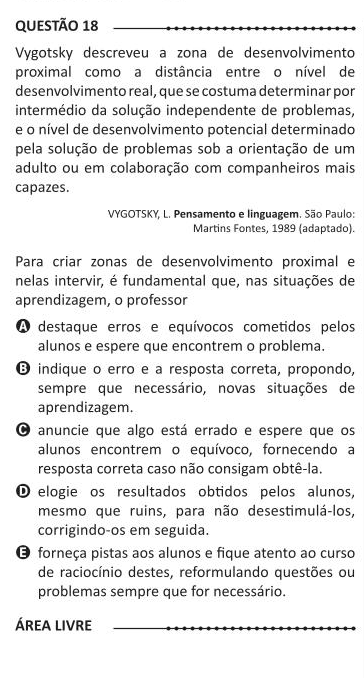 QUESTÃO 18
Vygotsky descreveu a zona de desenvolvimento
proximal como a distância entre o nível de
desenvolvimento real, que se costuma determinar por
intermédio da solução independente de problemas,
e o nível de desenvolvimento potencial determinado
pela solução de problemas sob a orientação de um
adulto ou em colaboração com companheiros mais
capazes.
VYGOTSKY, L. Pensamento e linguagem. São Paulo:
Martins Fontes, 1989 (adaptado).
Para criar zonas de desenvolvimento proximal e
nelas intervir, é fundamental que, nas situações de
aprendizagem, o professor
A destaque erros e equívocos cometidos pelos
alunos e espere que encontrem o problema.
B indique o erro e a resposta correta, propondo,
sempre que necessário, novas situações de
aprendizagem.
C anuncie que algo está errado e espere que os
alunos encontrem o equívoco, fornecendo a
resposta correta caso não consigam obtê-la.
D elogie os resultados obtidos pelos alunos,
mesmo que ruins, para não desestimulá-los,
corrigindo-os em seguida.
E forneça pistas aos alunos e fique atento ao curso
de raciocínio destes, reformulando questões ou
problemas sempre que for necessário.
ÁREA LIVRE